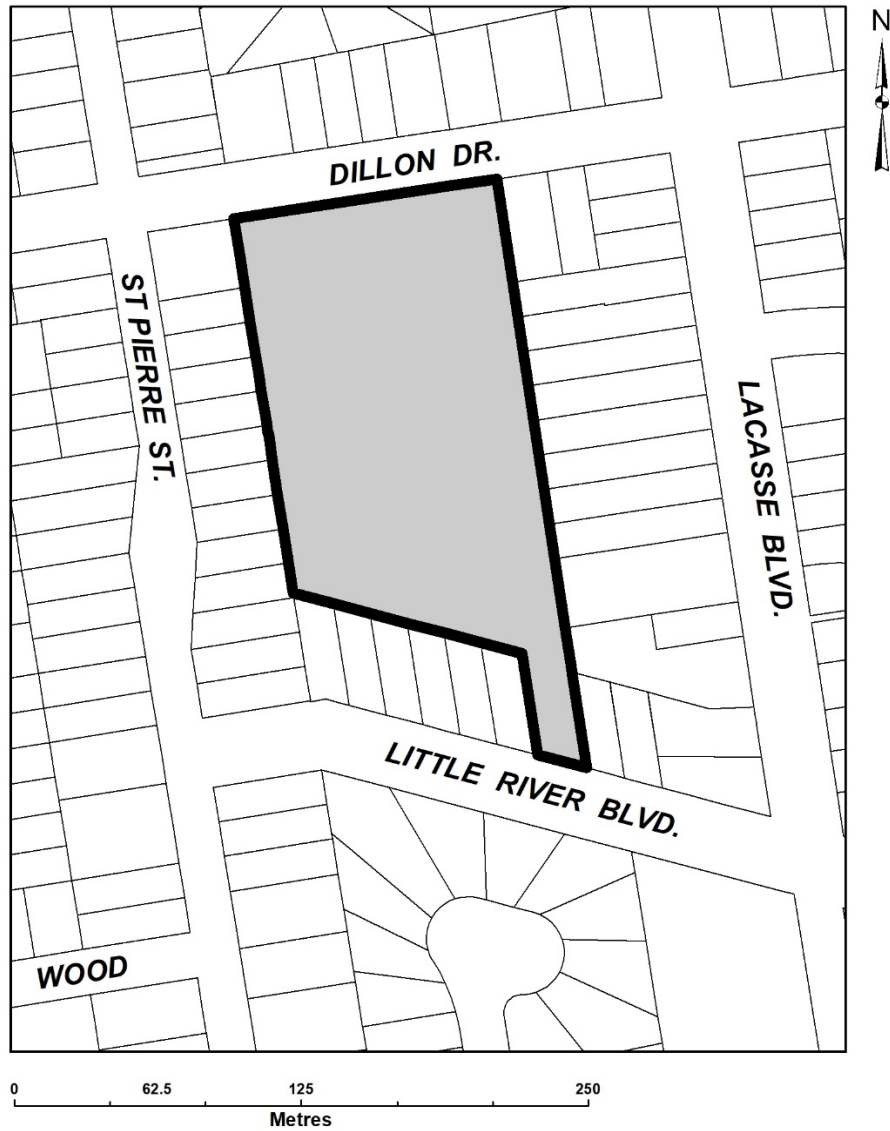 N
DILLON DR.
ST PIERRE ST.
LACASSE BLVD.
LITTLE RIVER BLVD.
WOOD
0 62.5 125 250
Metres